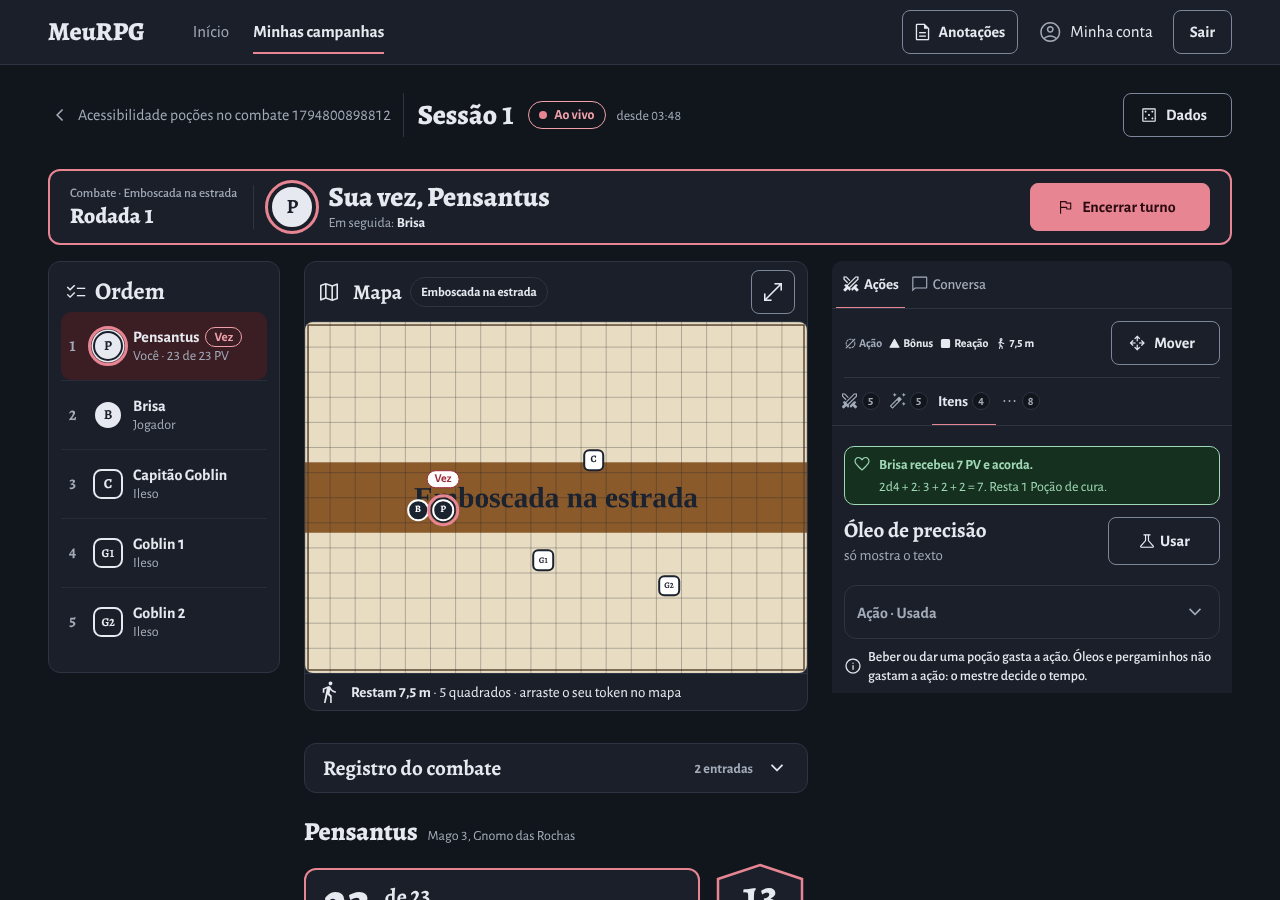 MeuRPG
Início
Minhas campanhas
Anotações
Minha conta
Sair
Acessibilidade poções no combate 1794800898812
Sessão 1
Ao vivo
desde 03:48
Dados
Combate · Emboscada na estrada
Rodada 1
P
Sua vez, Pensantus
Em seguida: Brisa
Encerrar turno
Ordem
1 P Pensantus Vez
Você · 23 de 23 PV
2 B Brisa
Jogador
3 C Capitão Goblin
Ileso
4 G1 Goblin 1
Ileso
5 G2 Goblin 2
Ileso
Mapa
Emboscada na estrada
C
Vez
Emboscada na estrada
B P
G1
G2
Restam 7,5 m · 5 quadrados · arraste o seu token no mapa
Registro do combate
2 entradas
Pensantus
Mago 3, Gnomo das Rochas
de 23
13
Ações
Conversa
Ação Bônus Reação 7,5 m
Mover
5 5 Itens 4 ··· 8
Brisa recebeu 7 PV e acorda.
2d4 + 2: 3 + 2 + 2 = 7. Resta 1 Poção de cura.
Óleo de precisão
só mostra o texto
Usar
Ação · Usada
Beber ou dar uma poção gasta a ação. Óleos e pergaminhos não
gastam a ação: o mestre decide o tempo.